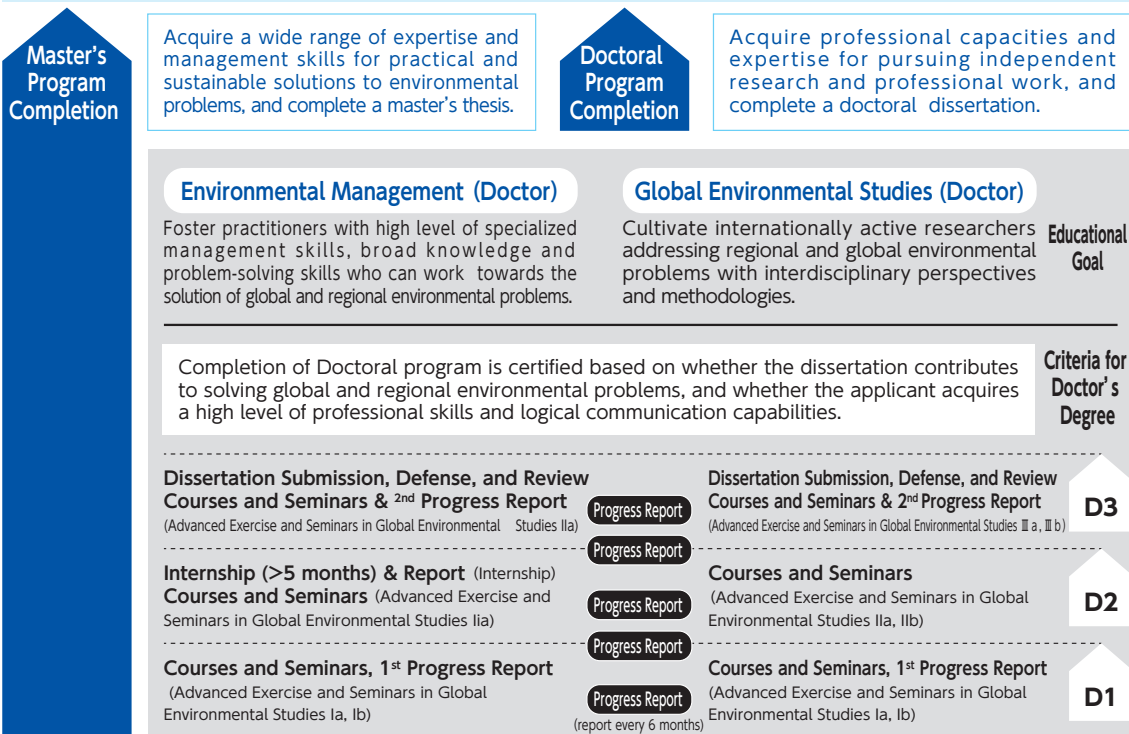 Master's
Program
Completion
Acquire a wide range of expertise and
management skills for practical and
sustainable solutions to environmental
problems, and complete a master's thesis.
Doctoral
Program
Completion
Acquire professional capacities and
expertise for pursuing independent
research and professional work, and
complete a doctoral dissertation.
Environmental Management (Doctor)
Foster practitioners with high level of specialized
management skills, broad knowledge and
problem-solving skills who can work towards the
solution of global and regional environmental problems.
Global Environmental Studies (Doctor)
Cultivate internationally active researchers
addressing regional and global environmental
problems with interdisciplinary perspectives
and methodologies.
Educational
Goal
Completion of Doctoral program is certified based on whether the dissertation contributes
to solving global and regional environmental problems, and whether the applicant acquires
a high level of professional skills and logical communication capabilities.
Criteria for
Doctor's
Degree
Dissertation Submission, Defense, and Review
Courses and Seminars & 2nd Progress Report
(Advanced Exercise and Seminars in Global Environmental Studies IIa)
Progress Report
Dissertation Submission, Defense, and Review
Courses and Seminars & 2nd Progress Report
(Advanced Exercise and Seminars in Global Environmental Studies Ⅲ a, Ⅲ b)
D3
Progress Report
Internship (>5 months) & Report (Internship)
Courses and Seminars (Advanced Exercise and
Seminars in Global Environmental Studies Iia)
Progress Report
Courses and Seminars
(Advanced Exercise and Seminars in Global
Environmental Studies IIa, IIb)
D2
Progress Report
Courses and Seminars, 1st Progress Report
(Advanced Exercise and Seminars in Global
Environmental Studies Ia, Ib)
Progress Report
(report every 6 months)
Courses and Seminars, 1st Progress Report
(Advanced Exercise and Seminars in Global
Environmental Studies Ia, Ib)
D1